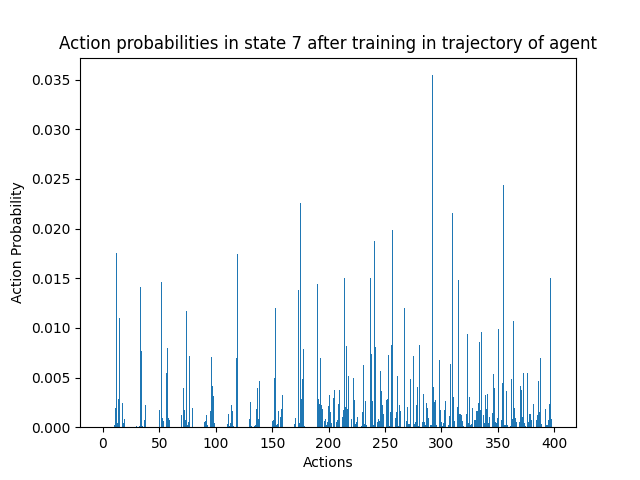 Action probabilities in state 7 after training in trajectory of agent
0.035
0.030
0.025
0.020
0.015
0.010
0.005
0.000
Action Probability
0 50 100 150 200 250 300 350 400
Actions